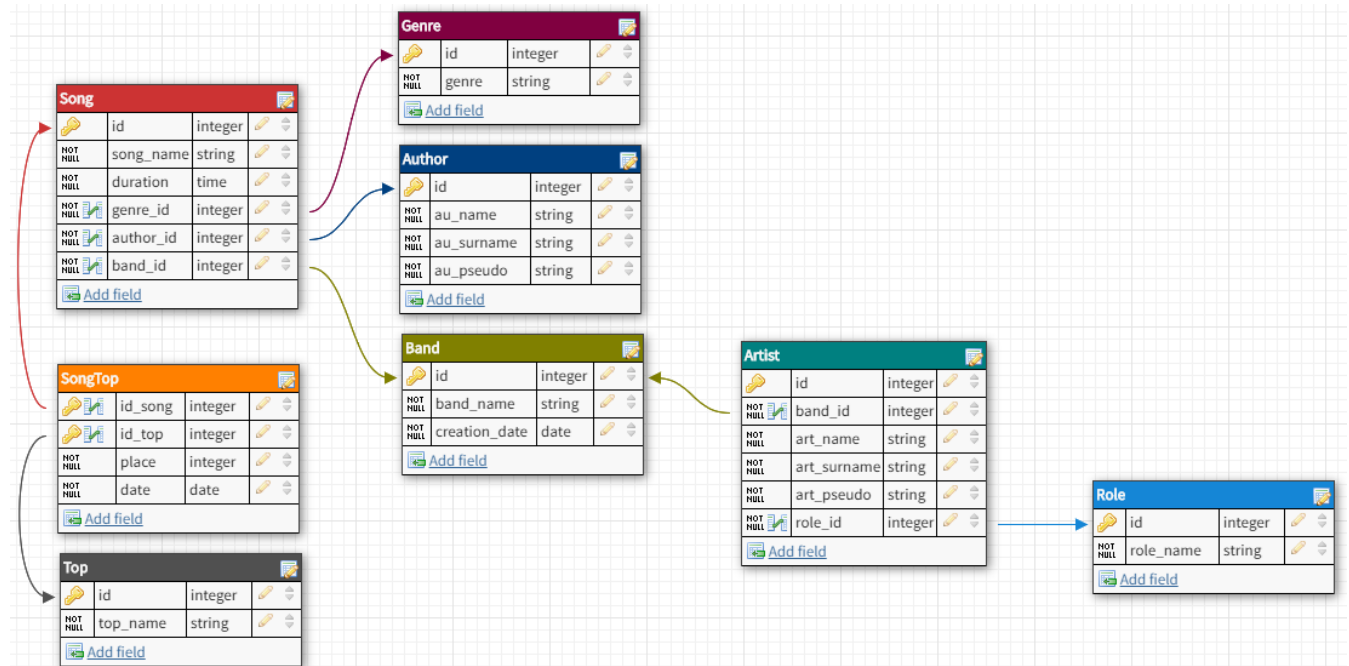 Genre
id integer
NOT NULL genre string
Add field
Song
id integer
NOT NULL song_name string
NOT NULL duration time
NOT NULL genre_id integer
NOT NULL author_id integer
NOT NULL band_id integer
Add field
Author
id integer
NOT NULL au_name string
NOT NULL au_surname string
NOT NULL au_pseudo string
Add field
Band
id integer
NOT NULL band_name string
NOT NULL creation_date date
Add field
Artist
id integer
NOT NULL band_id integer
NOT NULL art_name string
NOT NULL art_surname string
NOT NULL art_pseudo string
NOT NULL role_id integer
Add field
SongTop
id_song integer
id_top integer
NOT NULL place integer
NOT NULL date date
Add field
Role
id integer
NOT NULL role_name string
Add field
Top
id integer
NOT NULL top_name string
Add field